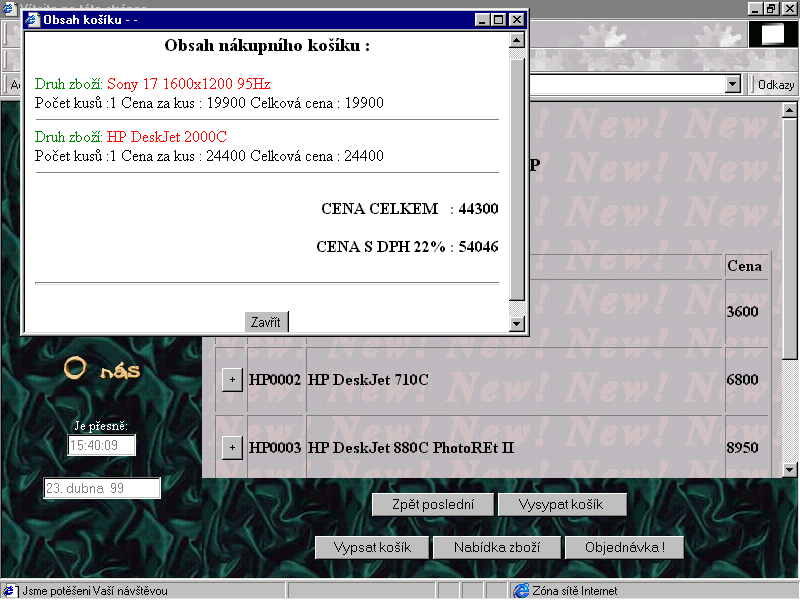 Obsah košíku - -
Obsah nákupního košíku :
Druh zboží: Sony 17 1600x1200 95Hz
Počet kusů :1 Cena za kus : 19900 Celková cena : 19900
Druh zboží: HP DeskJet 2000C
Počet kusů :1 Cena za kus : 24400 Celková cena : 24400
CENA CELKEM : 44300
CENA S DPH 22% : 54046
Zavřít
Odkazy
New! New! New!
P
Cena
3600
+ HP0002 HP DeskJet 710C 6800
+ HP0003 HP DeskJet 880C PhotoREt II 8950
O nás
Je přesně:
15:40:09
23. dubna 99
Zpět poslední Vysypat košík
Vypsat košík Nabídka zboží Objednávka !
Jsme potěšeni Vaší návštěvou Zóna sítě Internet